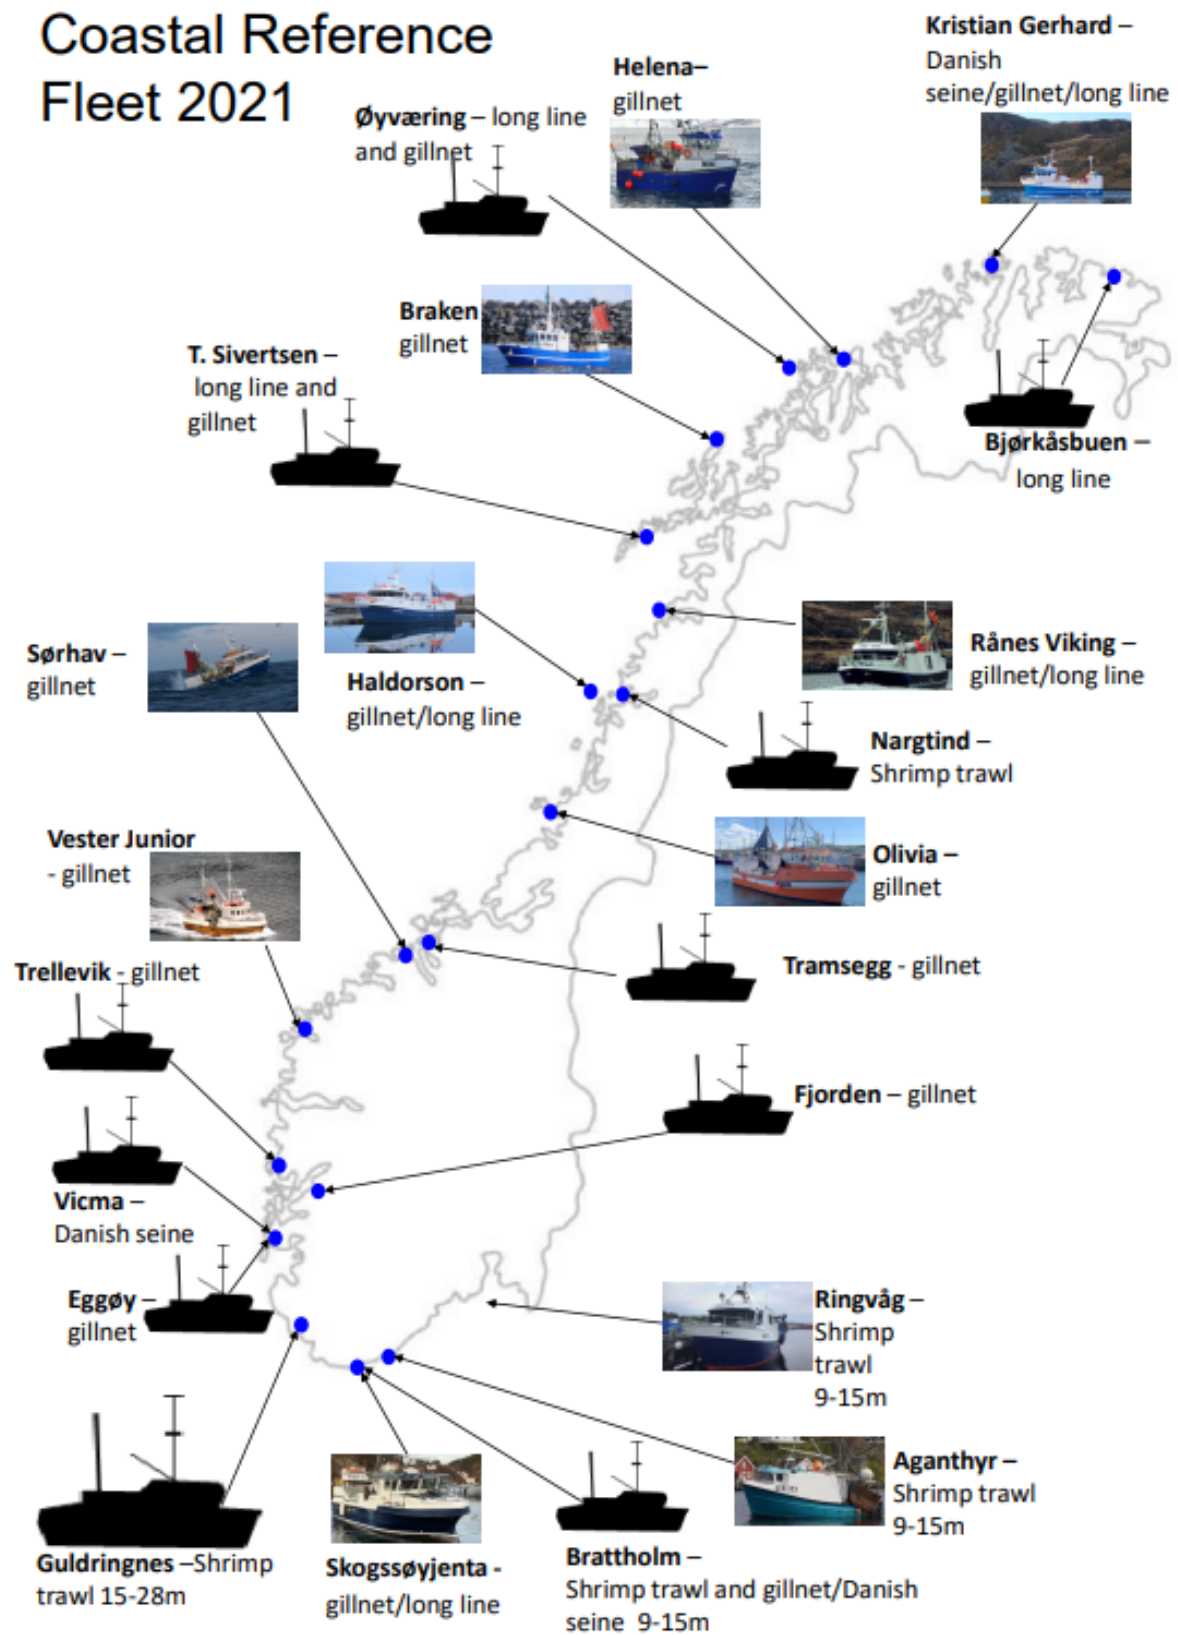 Coastal Reference
Fleet 2021
Kristian Gerhard –
Danish
seine/gillnet/long line
Helena–
gillnet
Øyværing – long line
and gillnet
Braken
gillnet
T. Sivertsen –
long line and
gillnet
Bjørkåsbuen –
long line
Sørhav –
gillnet
Haldorson –
gillnet/long line
Rånes Viking –
gillnet/long line
Nargtind –
Shrimp trawl
Vester Junior
- gillnet
Olivia –
gillnet
Trellevik - gillnet
Tramsegg - gillnet
Fjorden – gillnet
Vicma –
Danish seine
Eggøy –
gillnet
Ringvåg –
Shrimp
trawl
9-15m
Aganthyr –
Shrimp trawl
9-15m
Guldringnes –Shrimp
trawl 15-28m
Skogssøyjenta -
gillnet/long line
Brattholm –
Shrimp trawl and gillnet/Danish
seine 9-15m